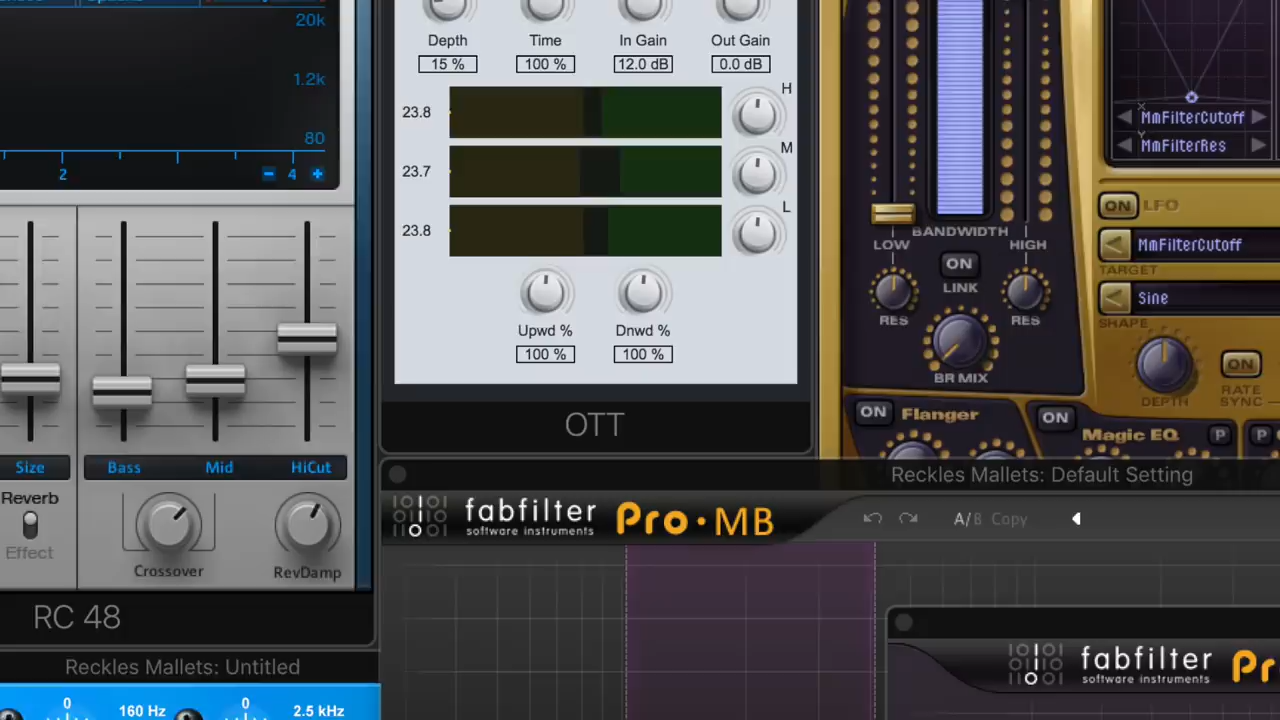 20k
1.2k
80
2
4
Size
Bass
Mid
HiCut
Reverb
Effect
Crossover
RevDamp
RC 48
Reckles Mallets: Untitled
0
160 Hz
0
2.5 kHz
Depth
Time
In Gain
Out Gain
15 %
100 %
12.0 dB
0.0 dB
H
23.8
M
23.7
L
23.8
Upwd %
Dnwd %
100 %
100 %
OTT
BANDWIDTH
LOW
HIGH
ON
LINK
RES
RES
BR MIX
ON
Flanger
ON
Magic EQ
P
P
X
MmFilterCutoff
Y
MmFilterRes
ON
LFO
MmFilterCutoff
TARGET
Sine
SHAPE
ON
DEPTH
RATE
SYNC
Reckles Mallets: Default Setting
fabfilter
software instruments
Pro·MB
A/B
Copy
fabfilter
software instruments
Pr